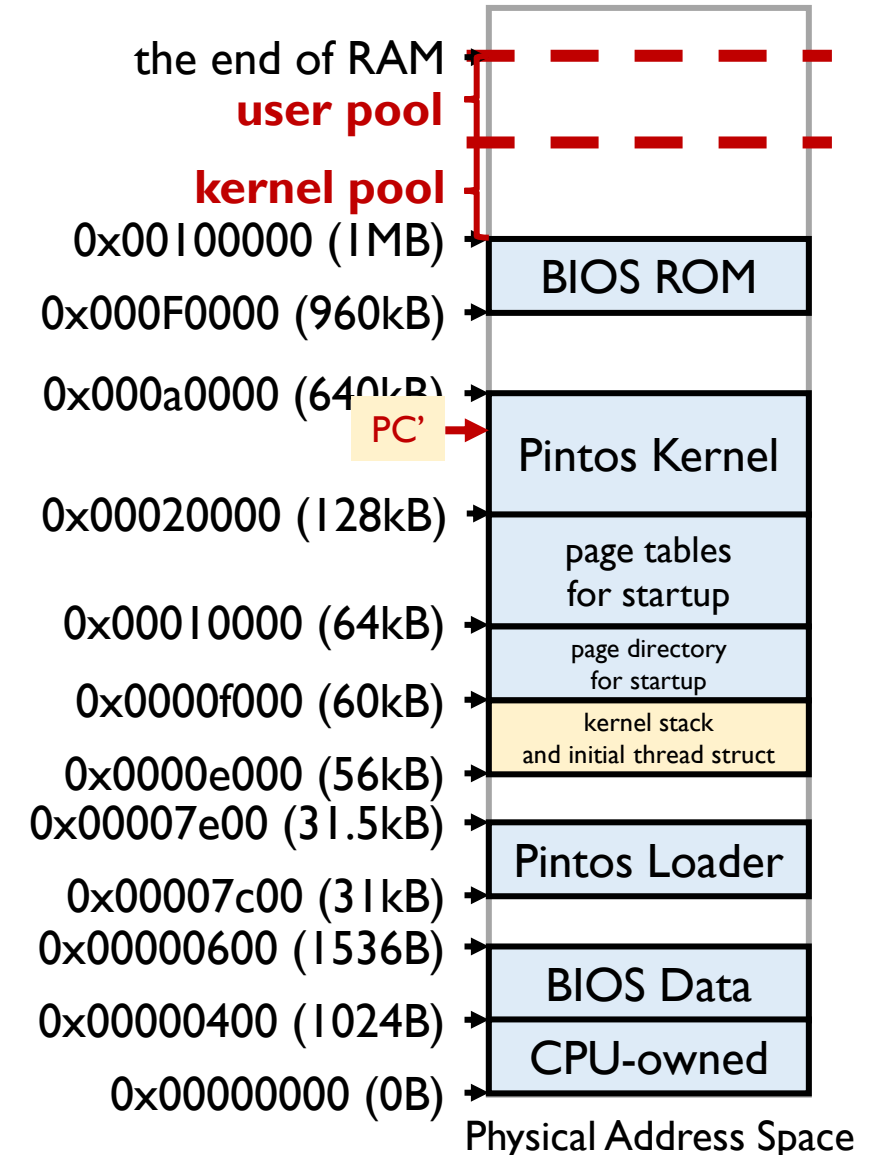 the end of RAM
user pool
kernel pool
0x00100000 (1MB)
BIOS ROM
0x000F0000 (960kB)
0x000a0000 (640kB)
PC’
Pintos Kernel
0x00020000 (128kB)
page tables
for startup
0x00010000 (64kB)
page directory
for startup
0x0000f000 (60kB)
kernel stack
and initial thread struct
0x0000e000 (56kB)
0x00007e00 (31.5kB)
Pintos Loader
0x00007c00 (31kB)
0x00000600 (1536B)
BIOS Data
0x00000400 (1024B)
CPU-owned
0x00000000 (0B)
Physical Address Space